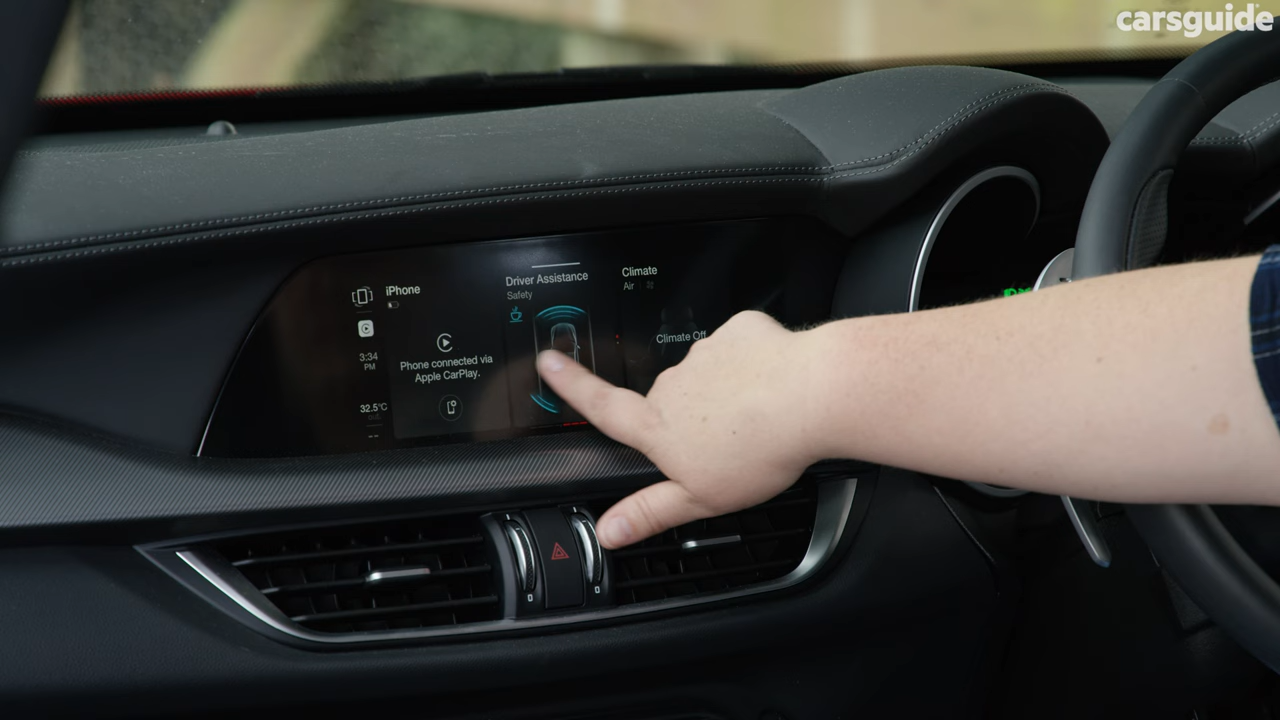 carsguide
iPhone
Driver Assistance
Safety
Climate
Air
3:34
PM
Phone connected via
Apple CarPlay.
Climate Off
32.5°C